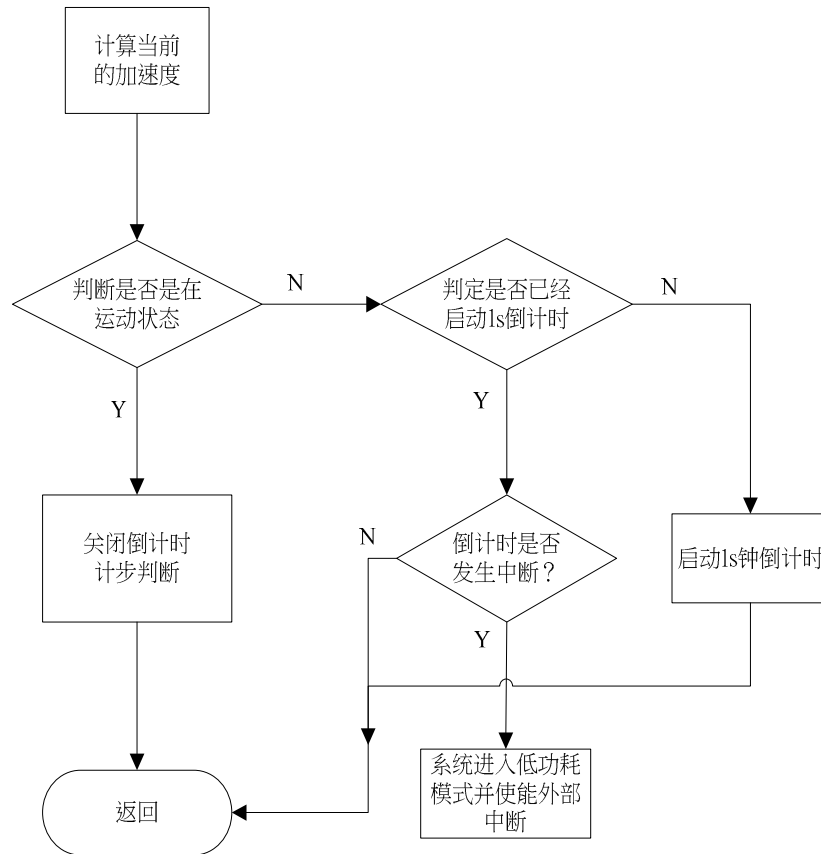 计算当前
的加速度
判断是否是在
运动状态
N
判定是否已经
启动1s倒计时
N
Y
Y
关闭倒计时
计步判断
N
倒计时是否
发生中断？
启动1s钟倒计时
Y
系统进入低功耗
模式并使能外部
中断
返回